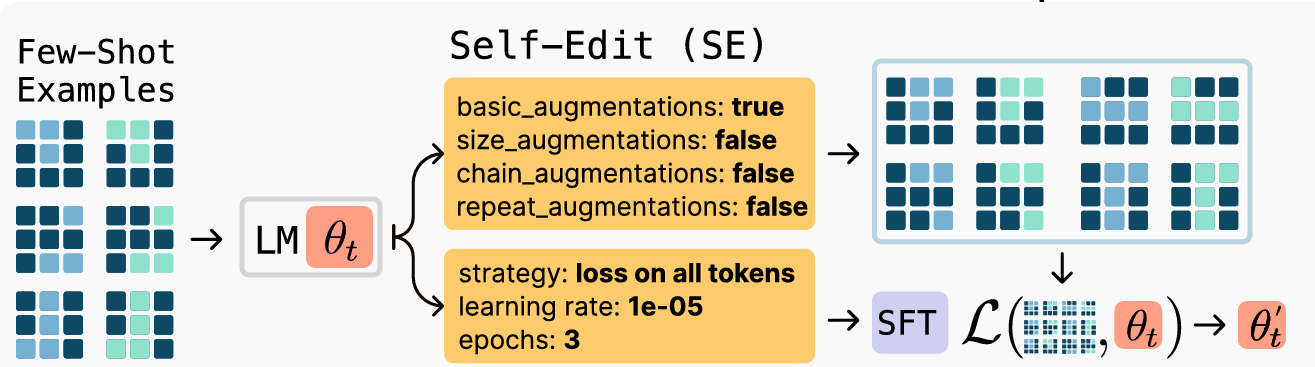 Few-Shot
Examples
LM θt
Self-Edit (SE)
basic_augmentations: true
size_augmentations: false
chain_augmentations: false
repeat_augmentations: false
strategy: loss on all tokens
learning rate: 1e-05
epochs: 3
SFT ℒ( , θt) → θt′